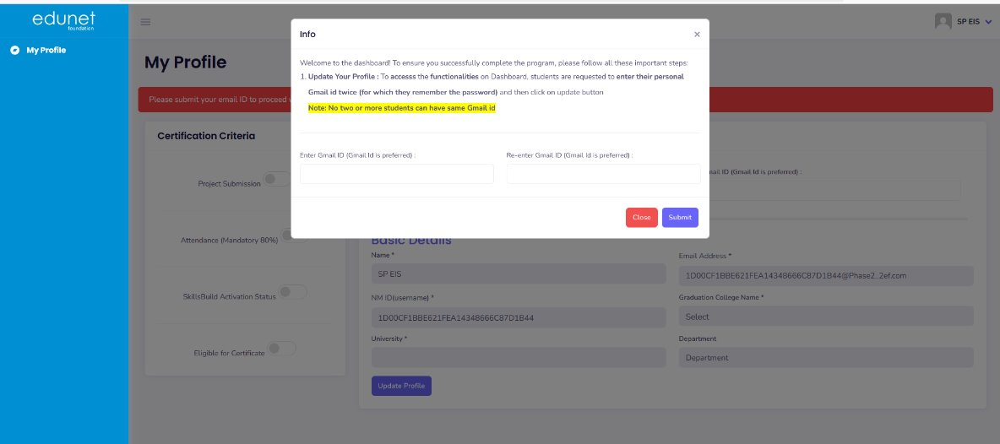 edunet
foundation
My Profile
SP EIS
My Profile
Please submit your email ID to proceed
Info
×
Welcome to the dashboard! To ensure you successfully complete the program, please follow all these important steps:
1. Update Your Profile : To accesss the functionalities on Dashboard, students are requested to enter their personal
Gmail id twice (for which they remember the password) and then click on update button
Note: No two or more students can have same Gmail id
Enter Gmail ID (Gmail Id is preferred) :
Re-enter Gmail ID (Gmail Id is preferred) :
Close
Submit
Certification Criteria
Project Submission
Attendance (Mandatory 80%)
SkillsBuild Activation Status
Eligible for Certificate
ID (Gmail Id is preferred) :
Basic Details
Name *
SP EIS
Email Address *
1D00CF1BBE621FEA14348666C87D1B44@Phase2_2ef.com
NM ID(username) *
1D00CF1BBE621FEA14348666C87D1B44
Graduation College Name *
Select
University *
Department
Department
Update Profile